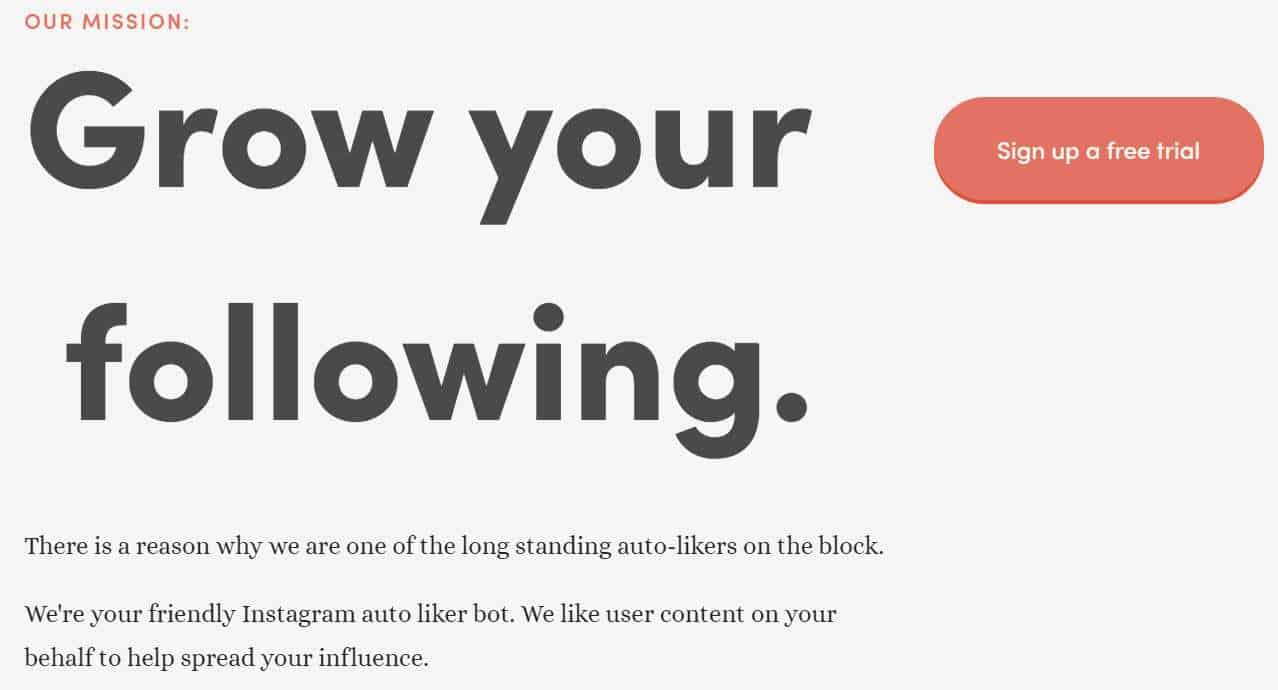 OUR MISSION:
Grow your
following.
Sign up a free trial
There is a reason why we are one of the long standing auto-likers on the block.
We're your friendly Instagram auto liker bot. We like user content on your
behalf to help spread your influence.